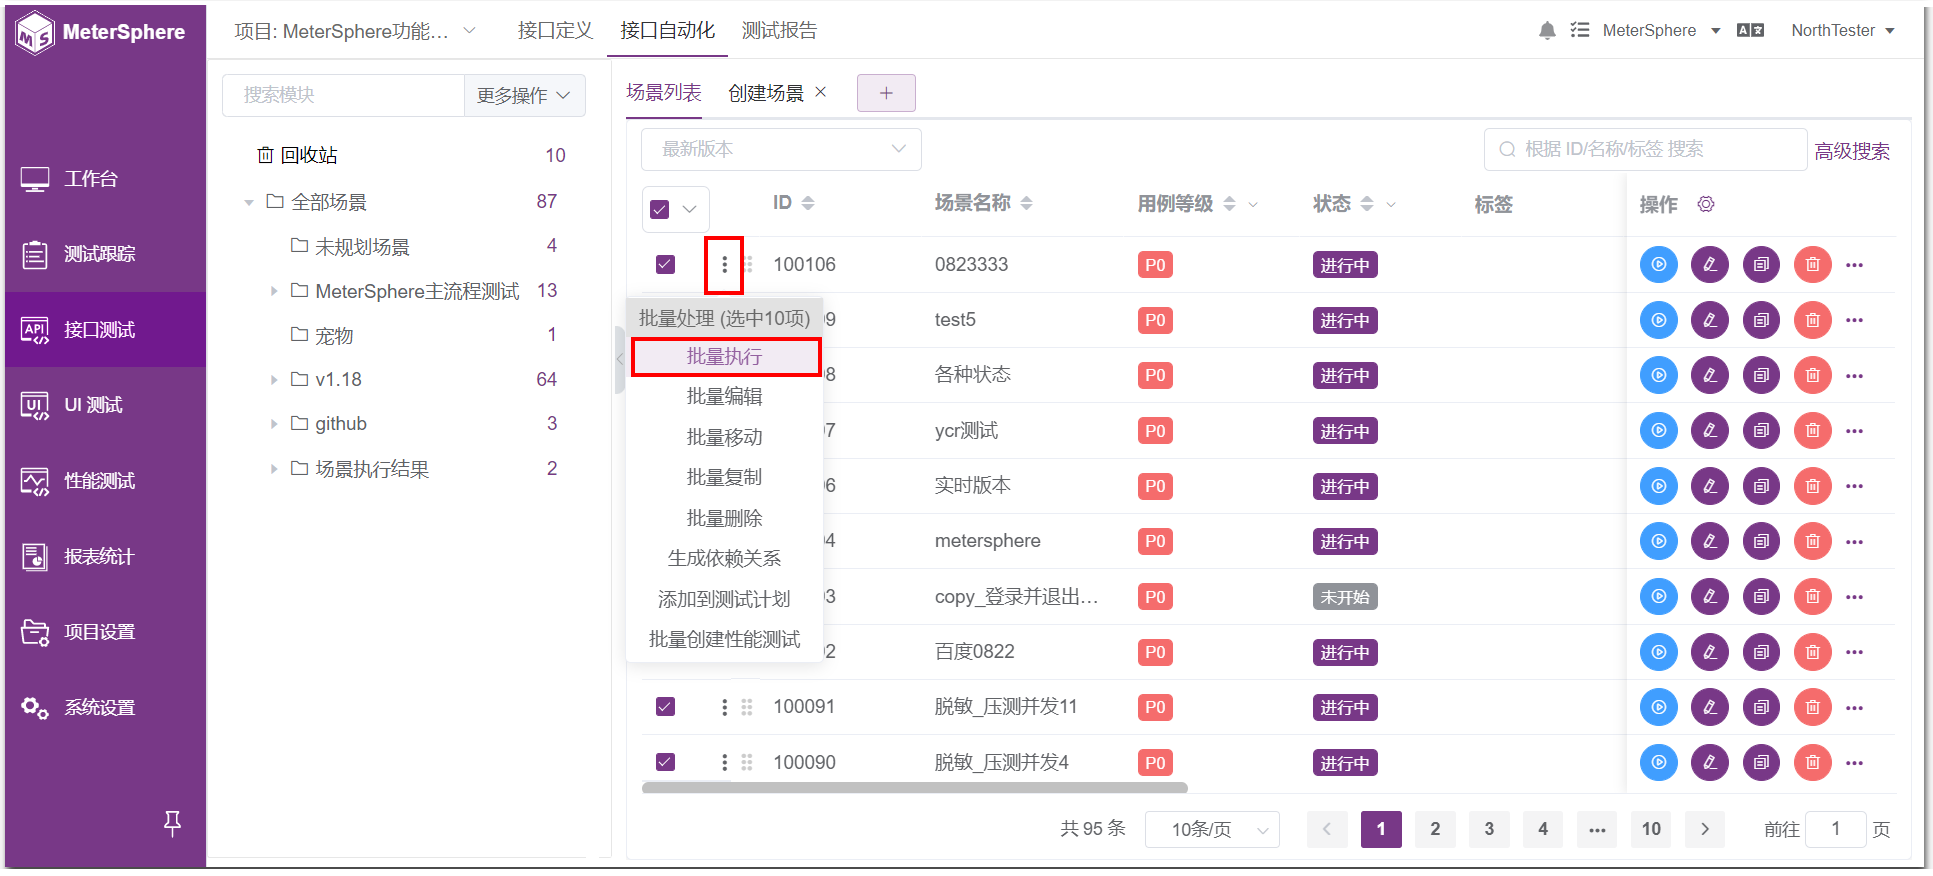 MeterSphere
项目: MeterSphere功能...
接口定义
接口自动化
测试报告
MeterSphere
NorthTester
工作台
测试跟踪
接口测试
UI 测试
性能测试
报表统计
项目设置
系统设置
搜索模块
更多操作
回收站 10
全部场景 87
未规划场景 4
MeterSphere主流程测试 13
宠物 1
v1.18 64
github 3
场景执行结果 2
场景列表
创建场景
最新版本
根据 ID/名称/标签 搜索
高级搜索
ID 场景名称 用例等级 状态 标签 操作
100106 0823333 P0 进行中
9 test5 P0 进行中
8 各种状态 P0 进行中
7 ycr测试 P0 进行中
6 实时版本 P0 进行中
4 metersphere P0 进行中
3 copy_登录并退出... P0 未开始
2 百度0822 P0 进行中
100091 脱敏_压测并发11 P0 进行中
100090 脱敏_压测并发4 P0 进行中
批量处理 (选中10项)
批量执行
批量编辑
批量移动
批量复制
批量删除
生成依赖关系
添加到测试计划
批量创建性能测试
共 95 条 10条/页 1 2 3 4 ... 10 前往 1 页